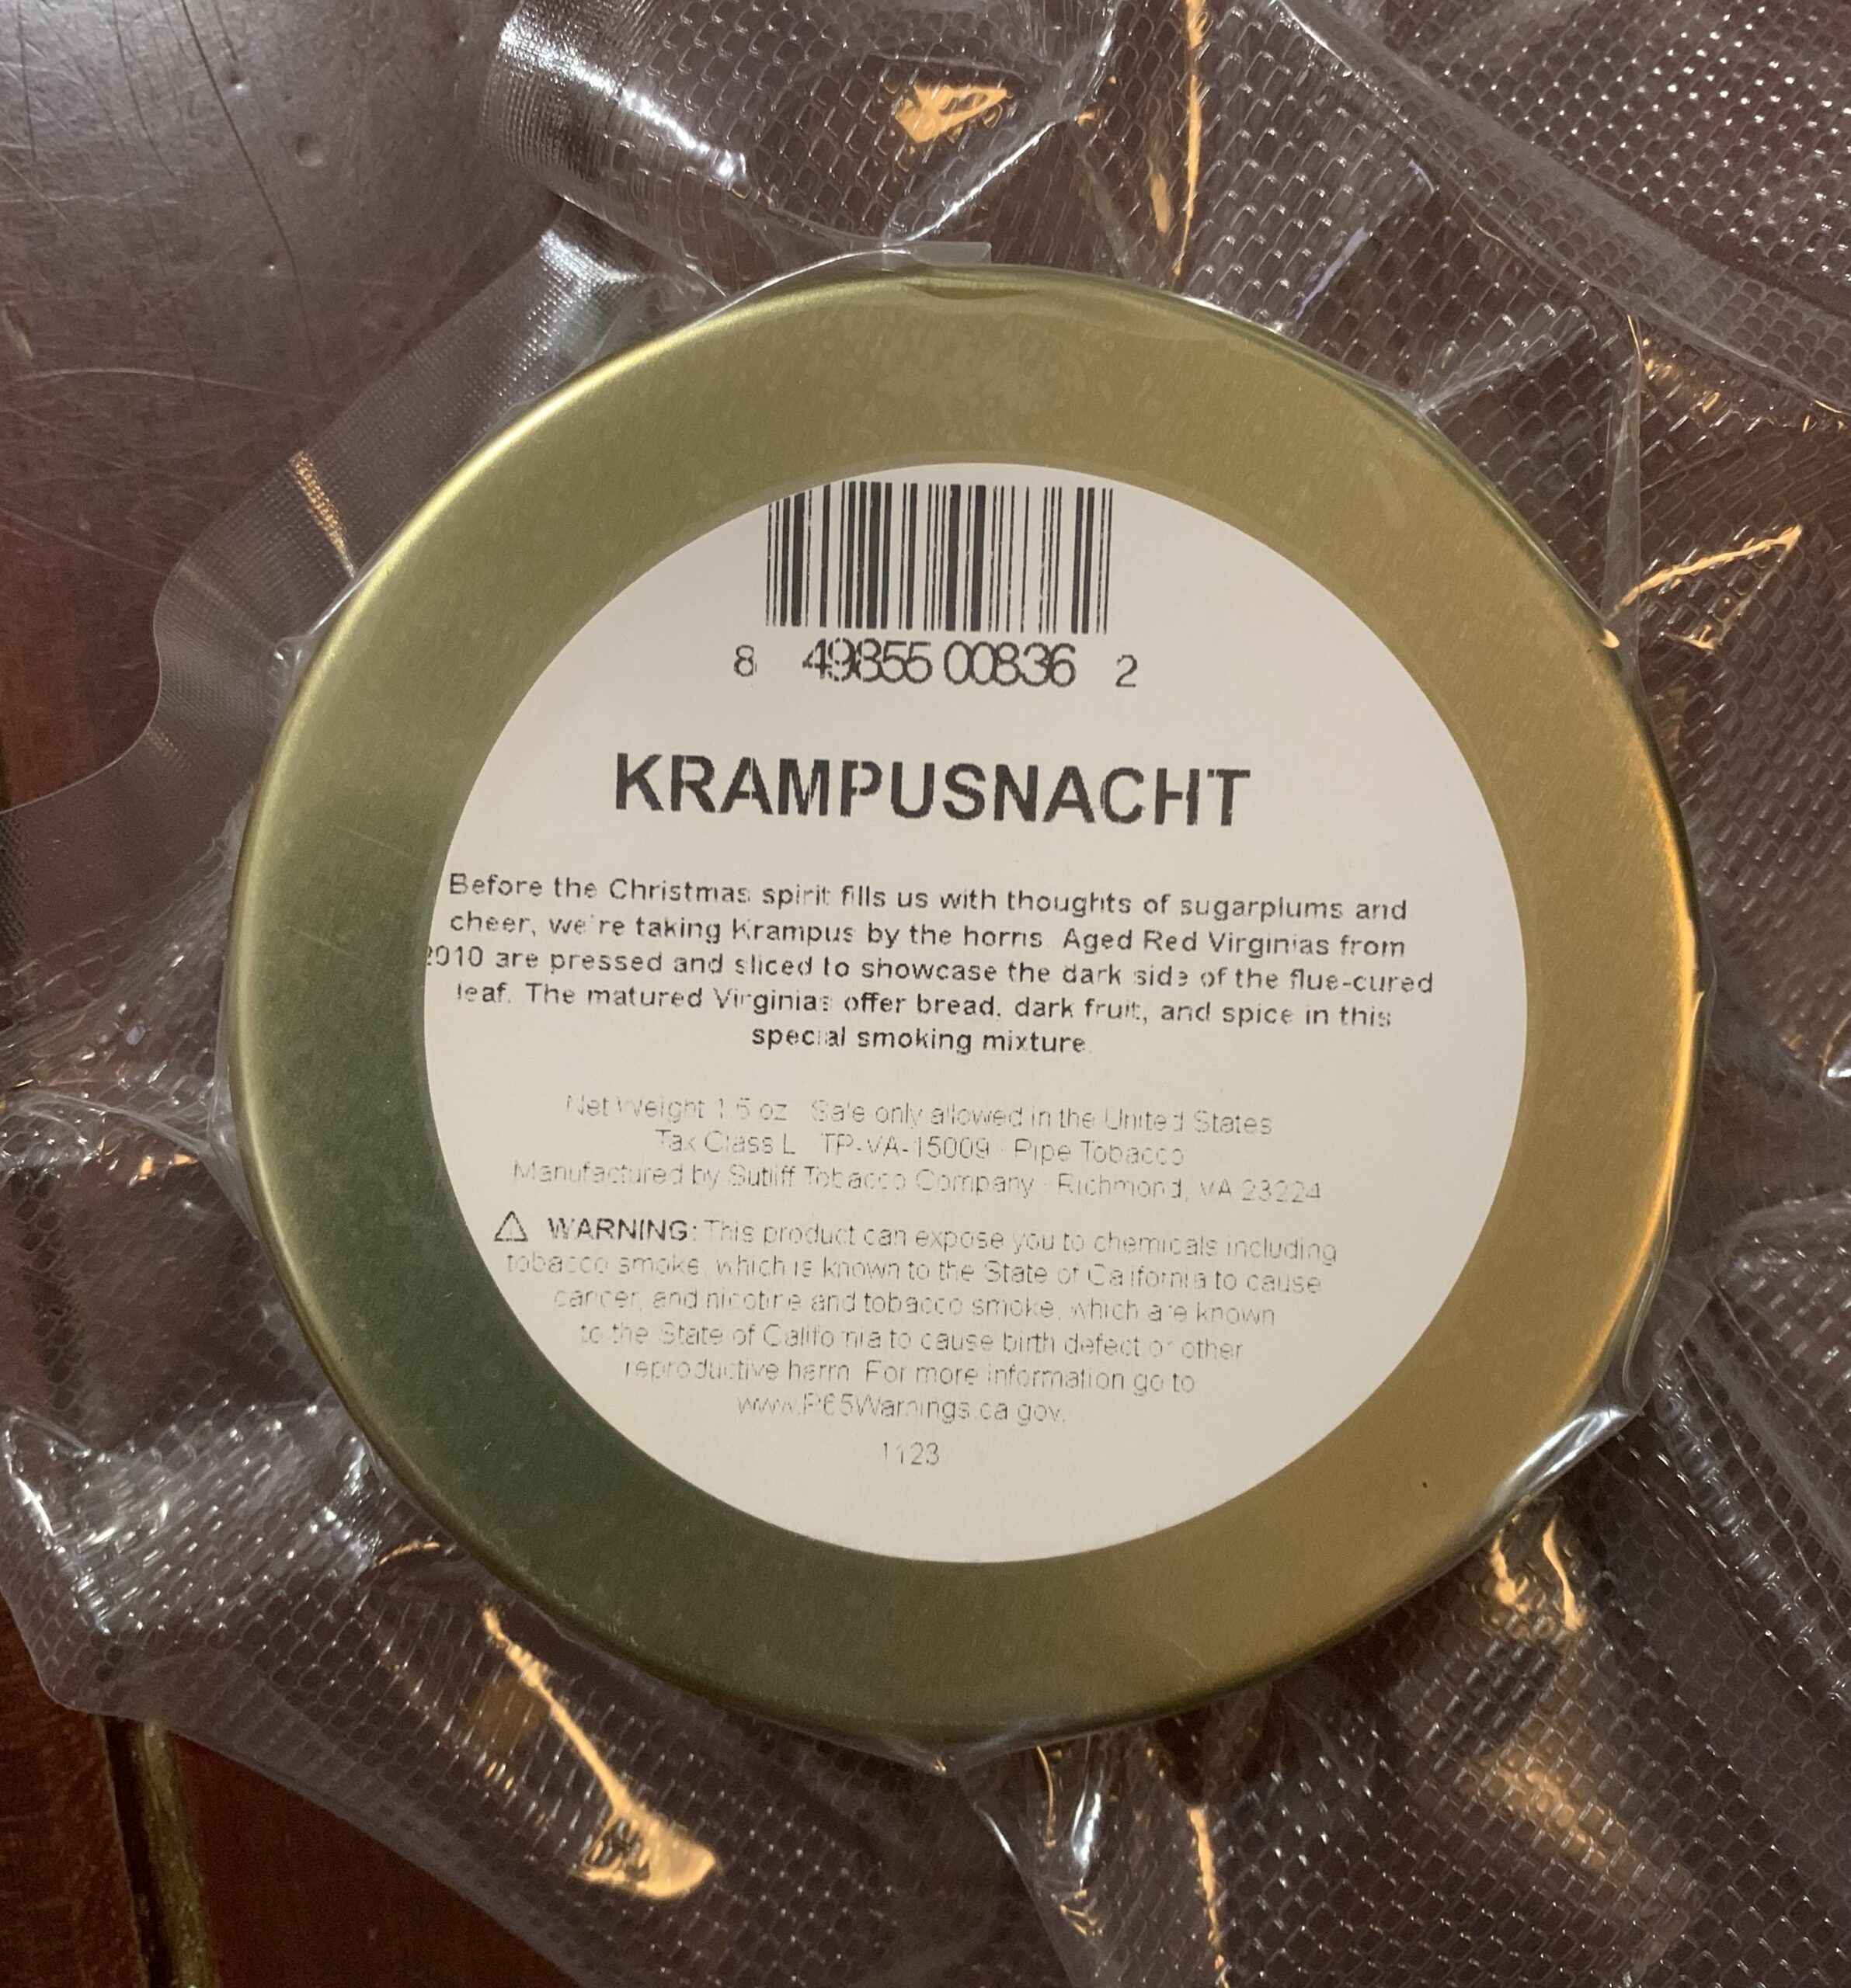 8 49855 00836 2
KRAMPUSNACHT
Before the Christmas spirit fills us with thoughts of sugarplums and
cheer, we're taking Krampus by the horns. Aged Red Virginias from
2010 are pressed and sliced to showcase the dark side of the flue-cured
leaf. The matured Virginias offer bread, dark fruit, and spice in this
special smoking mixture.
Net Weight 1.5 oz · Sale only allowed in the United States
Tax Class L · TP-VA-15009 · Pipe Tobacco
Manufactured by Sutliff Tobacco Company · Richmond, VA 23224
⚠ WARNING: This product can expose you to chemicals including
tobacco smoke, which is known to the State of California to cause
cancer, and nicotine and tobacco smoke, which are known
to the State of California to cause birth defect or other
reproductive harm. For more information go to
www.P65Warnings.ca.gov.
1123